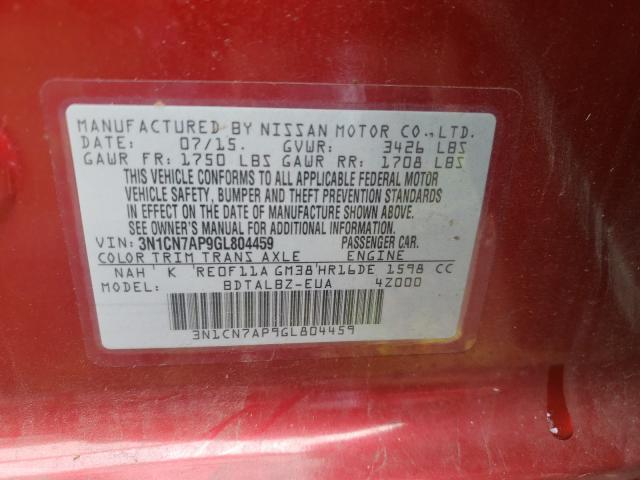 MANUFACTURED BY NISSAN MOTOR CO.,LTD.
DATE: 07/15. GVWR: 3426 LBS
GAWR FR: 1750 LBS GAWR RR: 1708 LBS
THIS VEHICLE CONFORMS TO ALL APPLICABLE FEDERAL MOTOR
VEHICLE SAFETY, BUMPER AND THEFT PREVENTION STANDARDS
IN EFFECT ON THE DATE OF MANUFACTURE SHOWN ABOVE.
SEE OWNER'S MANUAL FOR ADDITIONAL INFORMATION.
VIN: 3N1CN7AP9GL804459 PASSENGER CAR.
COLOR TRIM TRANS AXLE ENGINE
NAH K RE0F11A GM38 HR16DE 1598 CC
MODEL: BDTALBZ-EUA 4Z000
3N1CN7AP9GL804459